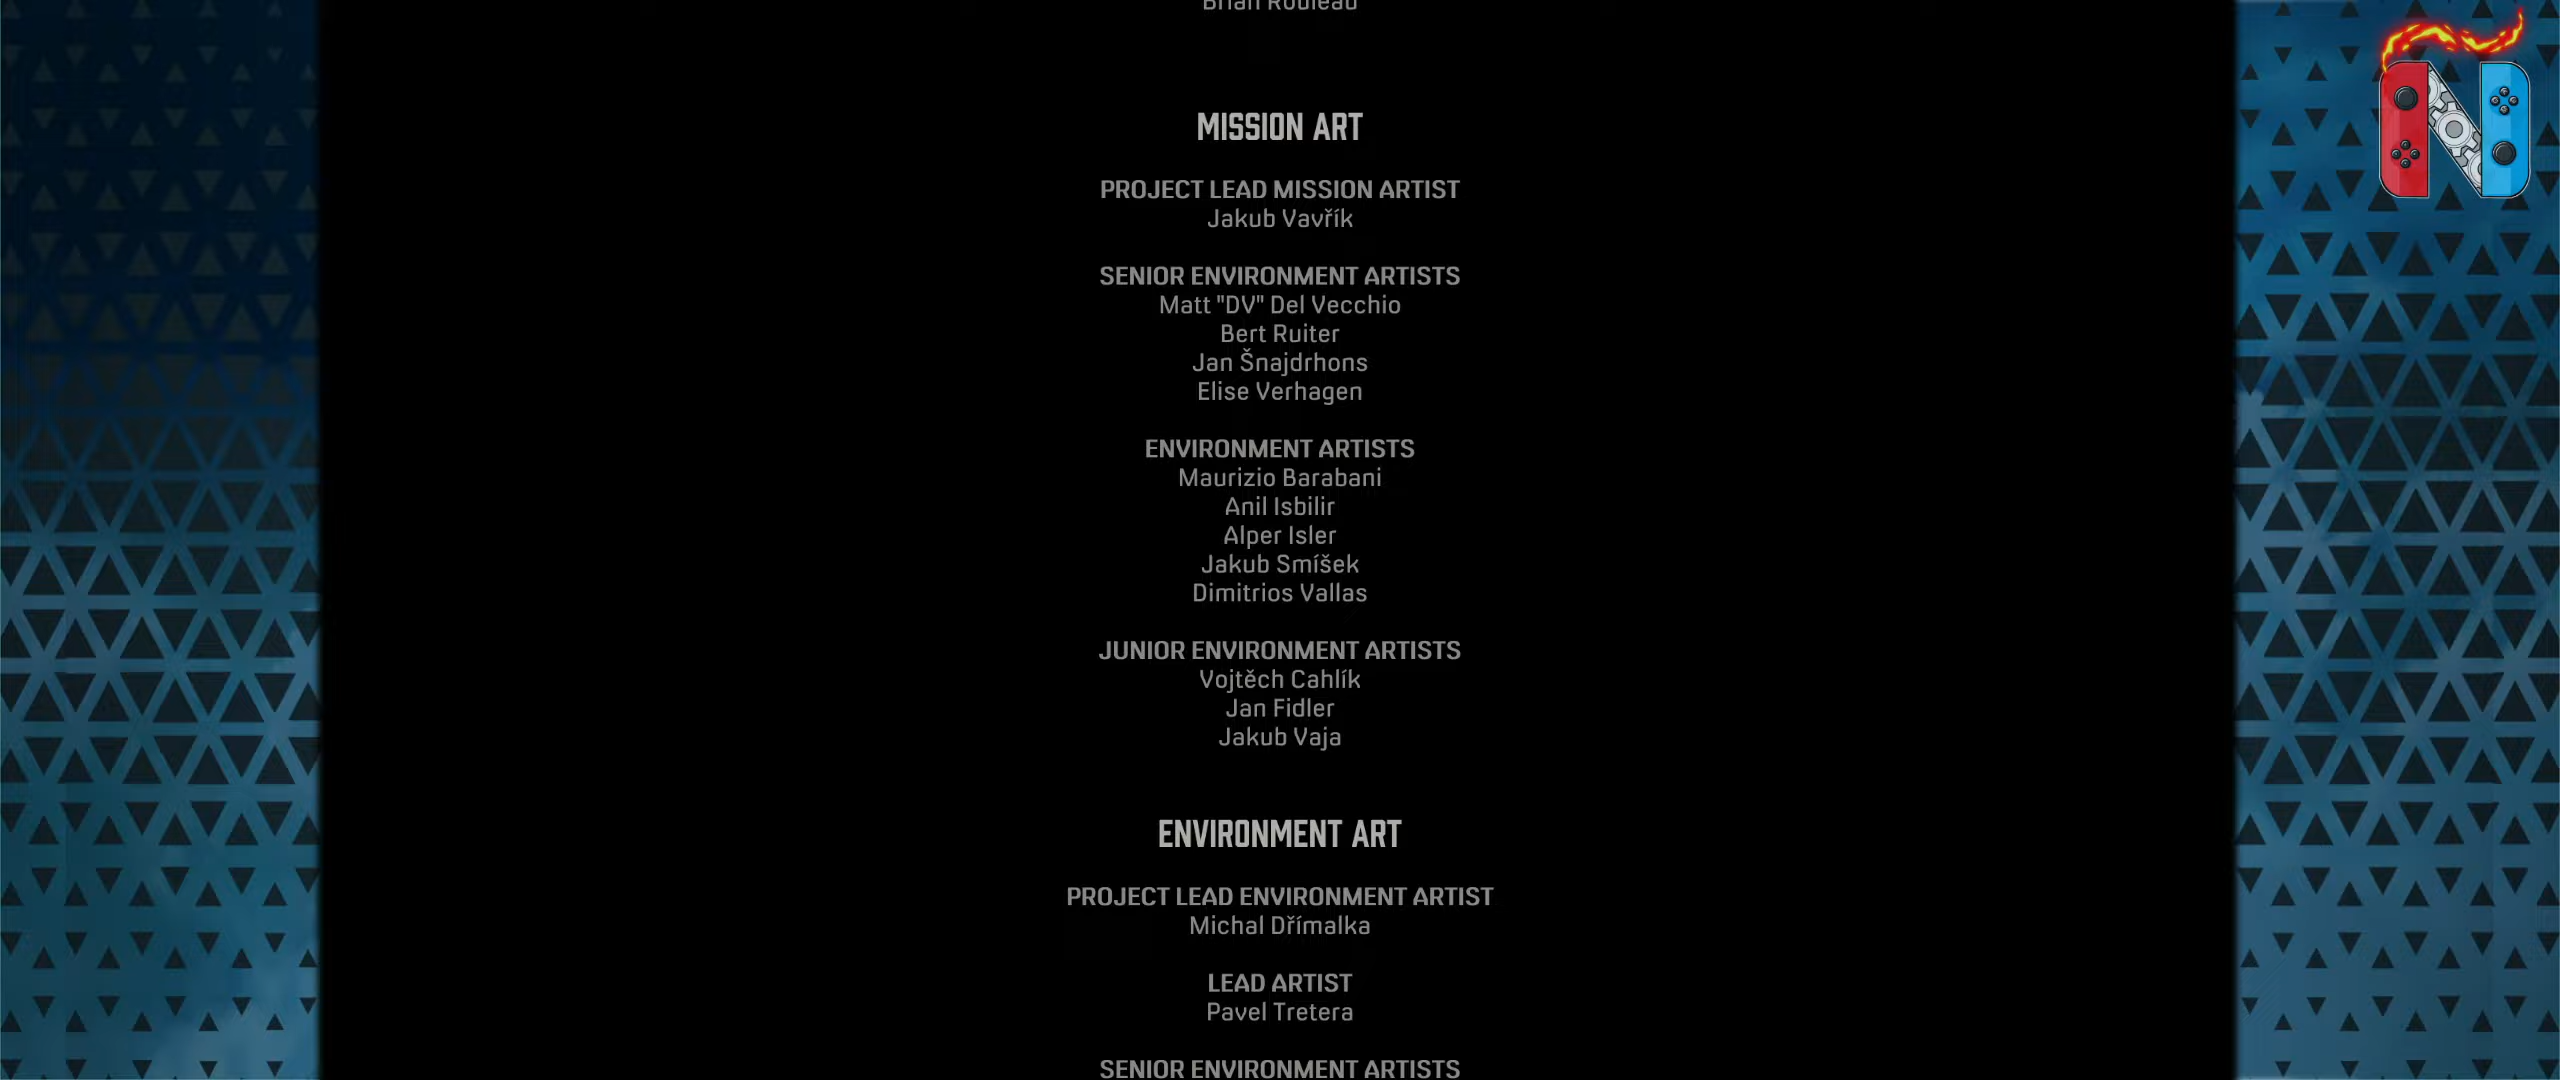 MISSION ART
PROJECT LEAD MISSION ARTIST
Jakub Vavřík
SENIOR ENVIRONMENT ARTISTS
Matt "DV" Del Vecchio
Bert Ruiter
Jan Šnajdrhons
Elise Verhagen
ENVIRONMENT ARTISTS
Maurizio Barabani
Anil Isbilir
Alper Isler
Jakub Smíšek
Dimitrios Vallas
JUNIOR ENVIRONMENT ARTISTS
Vojtěch Cahlík
Jan Fidler
Jakub Vaja
ENVIRONMENT ART
PROJECT LEAD ENVIRONMENT ARTIST
Michal Dřímalka
LEAD ARTIST
Pavel Tretera
SENIOR ENVIRONMENT ARTISTS